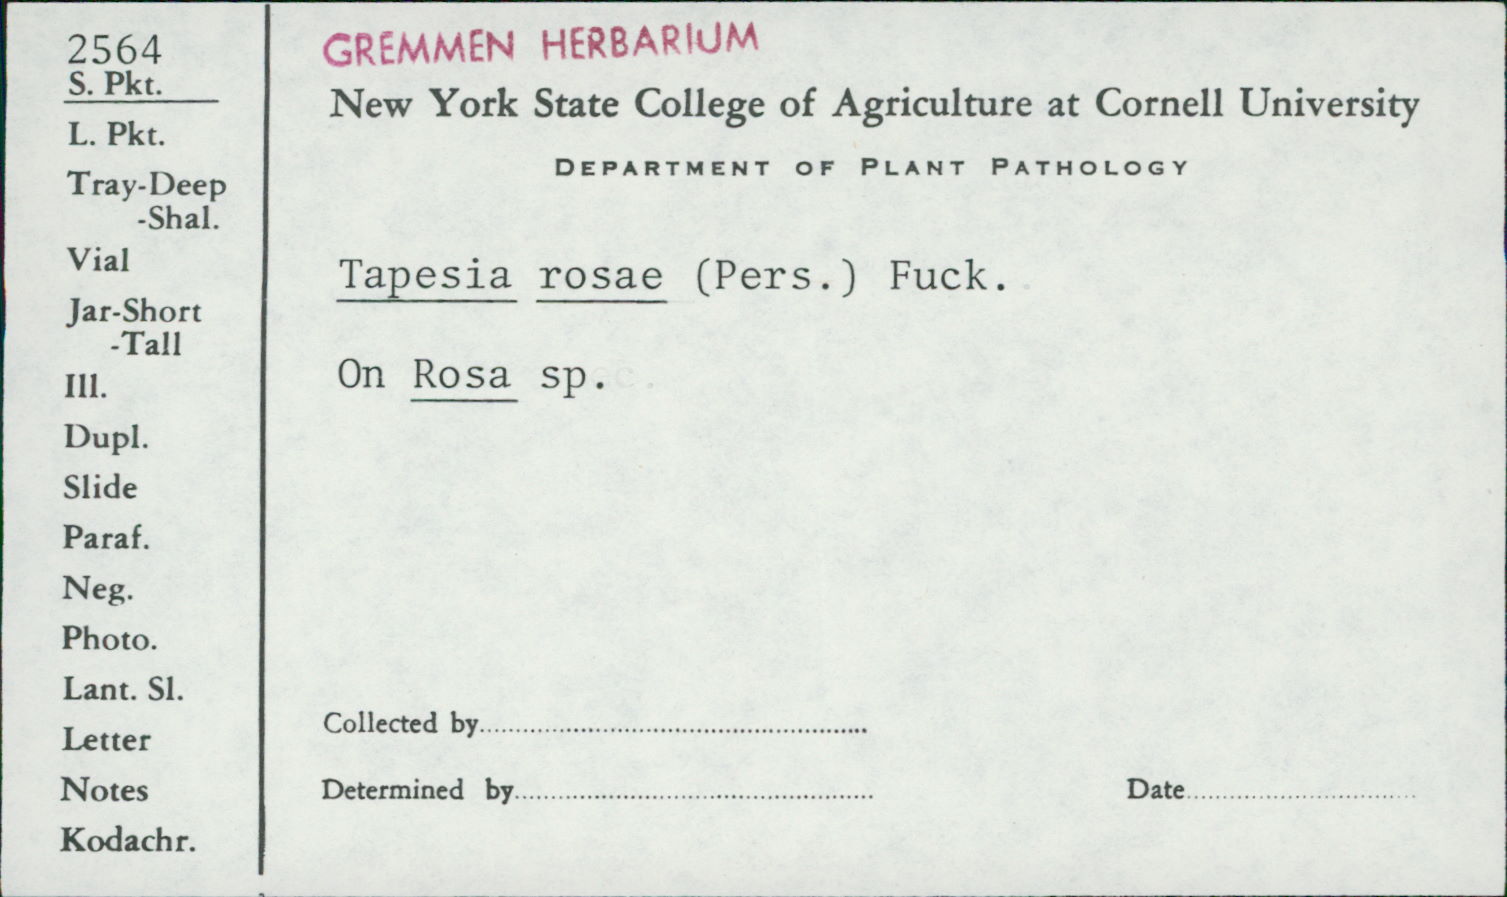 2564
S. Pkt.
L. Pkt.
Tray-Deep
-Shal.
Vial
Jar-Short
-Tall
Ill.
Dupl.
Slide
Paraf.
Neg.
Photo.
Lant. Sl.
Letter
Notes
Kodachr.
GREMMEN HERBARIUM
New York State College of Agriculture at Cornell University
DEPARTMENT OF PLANT PATHOLOGY
Tapesia rosae (Pers.) Fuck.
On Rosa sp.
Collected by
Determined by
Date